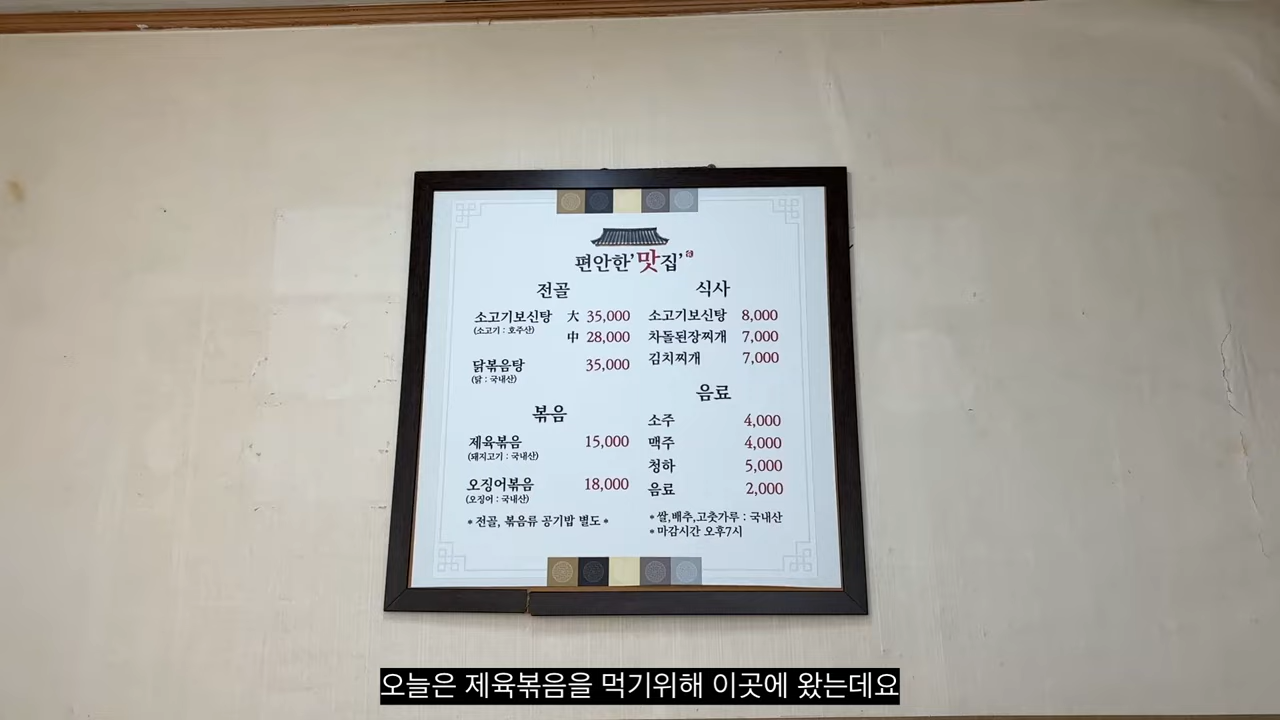 편안한'맛집'
전골
소고기보신탕 大 35,000
(소고기 : 호주산)
中 28,000
닭볶음탕 35,000
(닭 : 국내산)
볶음
제육볶음 15,000
(돼지고기 : 국내산)
오징어볶음 18,000
(오징어 : 국내산)
* 전골, 볶음류 공기밥 별도 *
식사
소고기보신탕 8,000
차돌된장찌개 7,000
김치찌개 7,000
음료
소주 4,000
맥주 4,000
청하 5,000
음료 2,000
* 쌀,배추,고춧가루 : 국내산
* 마감시간 오후7시
오늘은 제육볶음을 먹기위해 이곳에 왔는데요